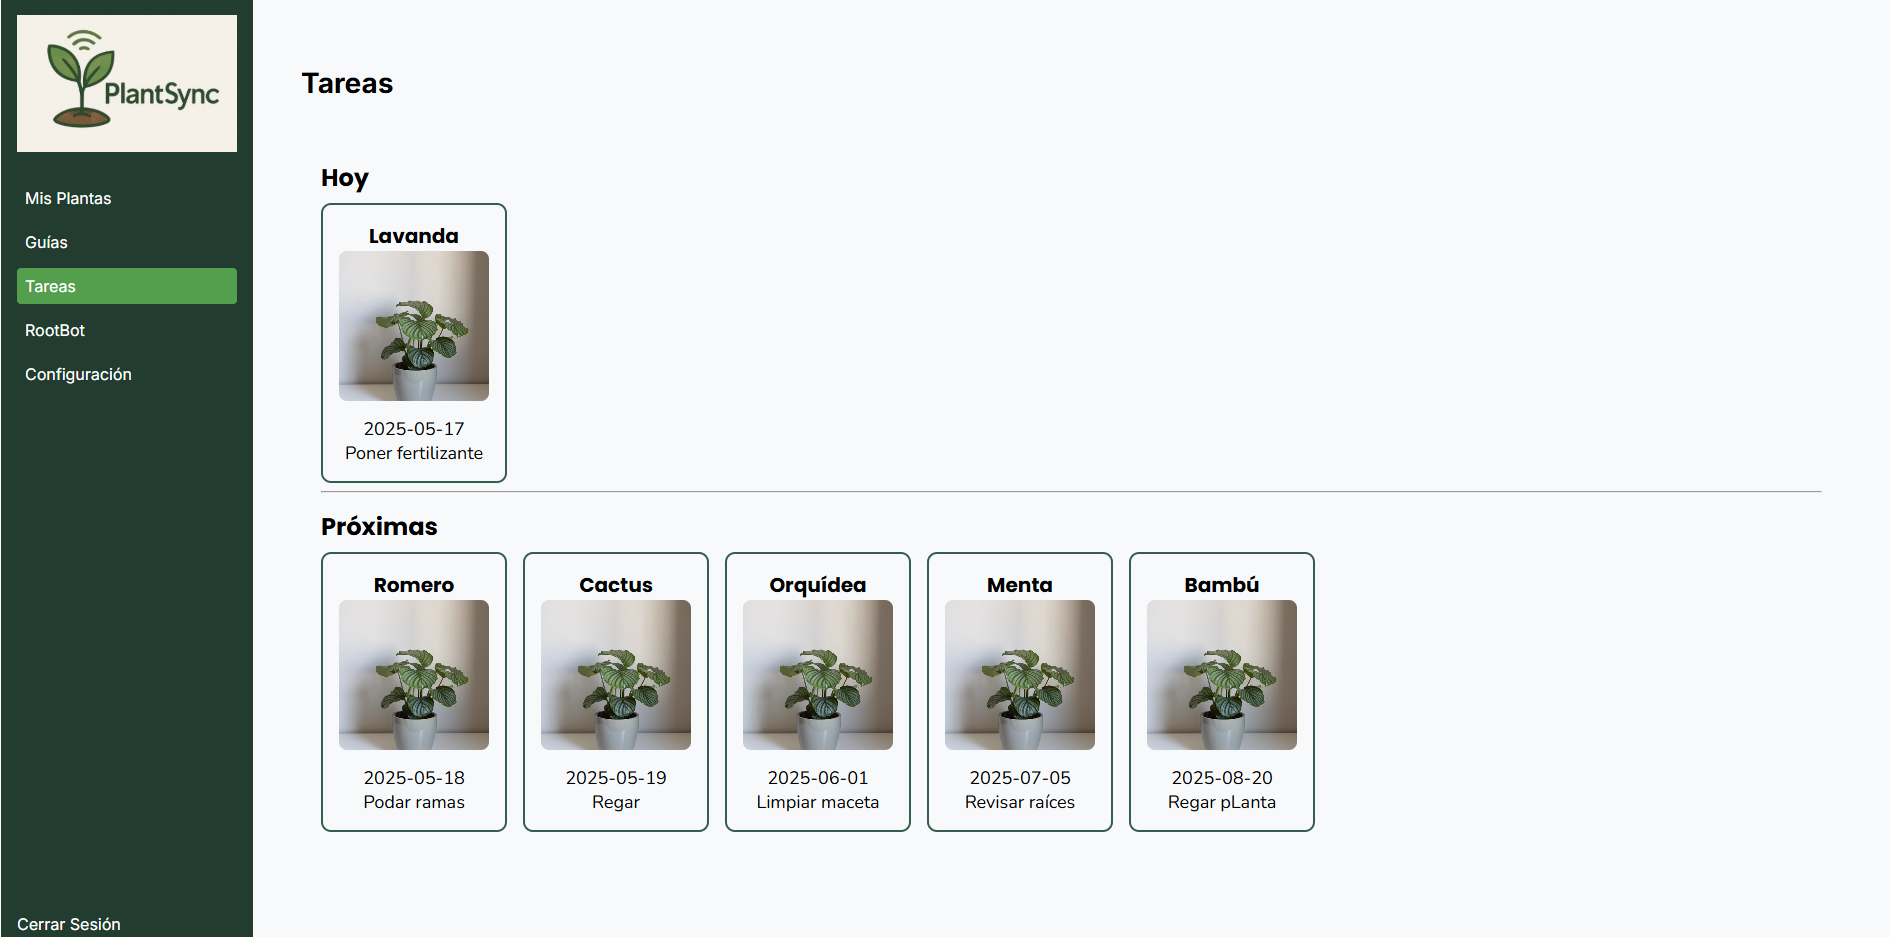 PlantSync
Mis Plantas
Guías
Tareas
RootBot
Configuración
Cerrar Sesión
Tareas
Hoy
Lavanda
2025-05-17
Poner fertilizante
Próximas
Romero
2025-05-18
Podar ramas
Cactus
2025-05-19
Regar
Orquídea
2025-06-01
Limpiar maceta
Menta
2025-07-05
Revisar raíces
Bambú
2025-08-20
Regar pLanta